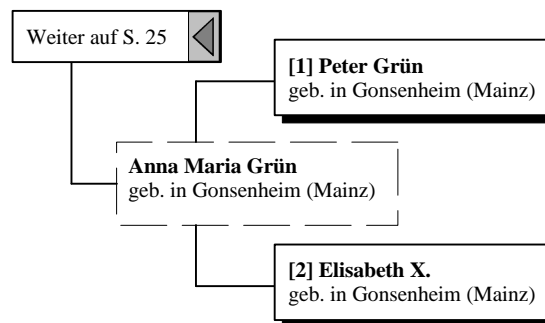 Weiter auf S. 25
[1] Peter Grün
geb. in Gonsenheim (Mainz)
Anna Maria Grün
geb. in Gonsenheim (Mainz)
[2] Elisabeth X.
geb. in Gonsenheim (Mainz)